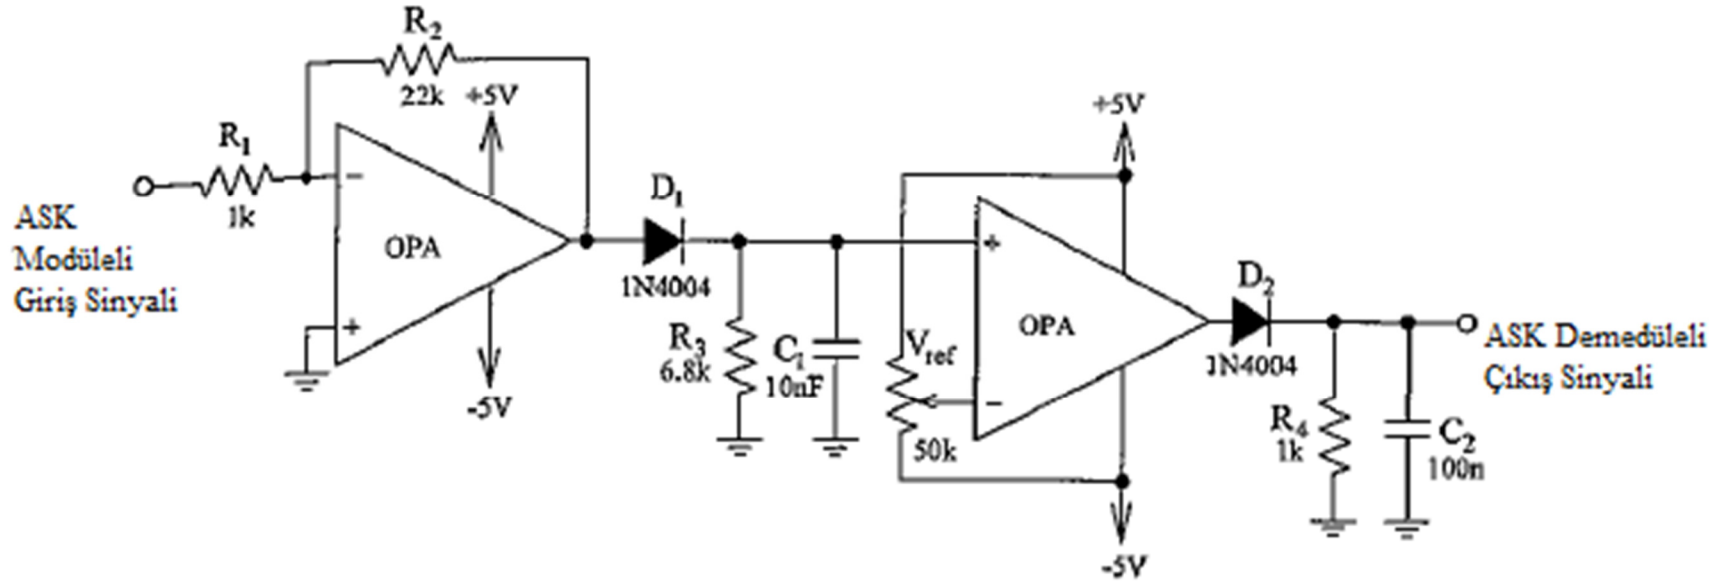 R2
22k
+5V
R1
1k
−
OPA
+
-5V
ASK
Modüleli
Giriş Sinyali
D1
1N4004
R3
6.8k
C1
10nF
+5V
+
OPA
Vref
−
50k
-5V
D2
1N4004
R4
1k
C2
100n
ASK Demedüleli
Çıkış Sinyali